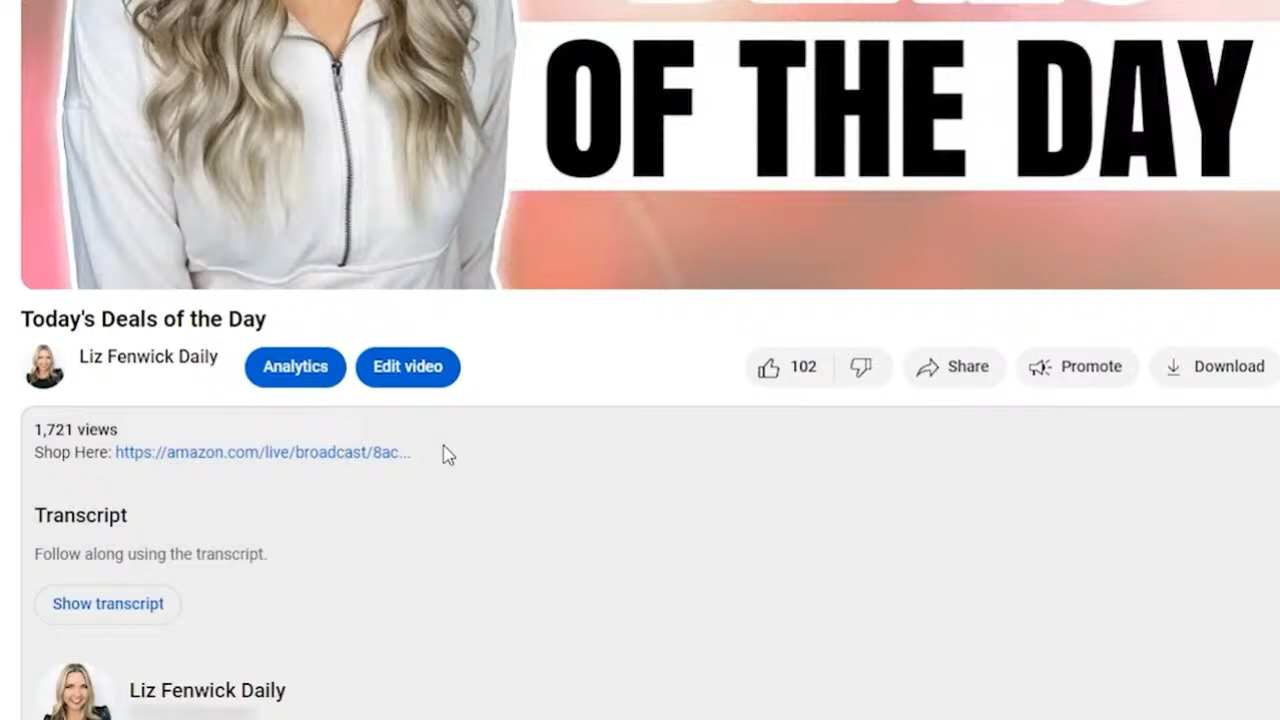 OF THE DAY
Today's Deals of the Day
Liz Fenwick Daily
Analytics
Edit video
102
Share
Promote
Download
1,721 views
Shop Here: https://amazon.com/live/broadcast/8ac...
Transcript
Follow along using the transcript.
Show transcript
Liz Fenwick Daily